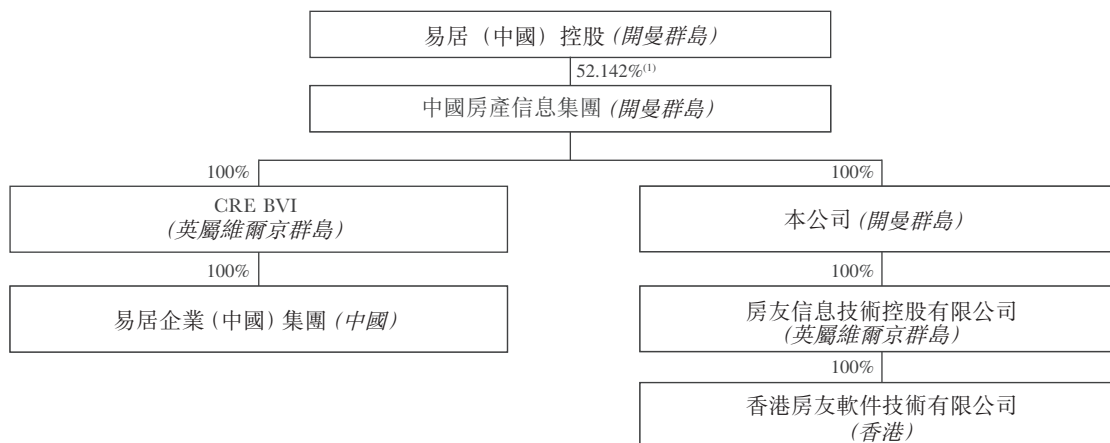 易居（中國）控股 (開曼群島)
52.142%(1)
中國房產信息集團 (開曼群島)
100%
100%
CRE BVI
(英屬維爾京群島)
本公司 (開曼群島)
100%
100%
易居企業（中國）集團 (中國)
房友信息技術控股有限公司
(英屬維爾京群島)
100%
香港房友軟件技術有限公司
(香港)